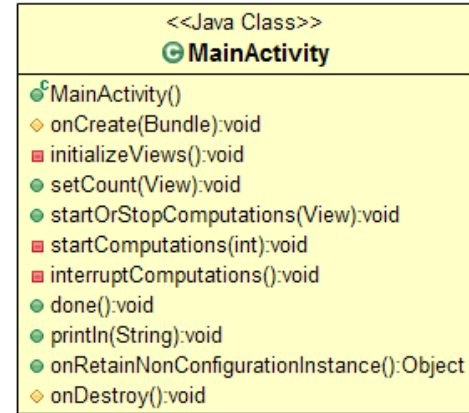 <<Java Class>>
C MainActivity
c MainActivity()
onCreate(Bundle):void
initializeViews():void
setCount(View):void
startOrStopComputations(View):void
startComputations(int):void
interruptComputations():void
done():void
println(String):void
onRetainNonConfigurationInstance():Object
onDestroy():void